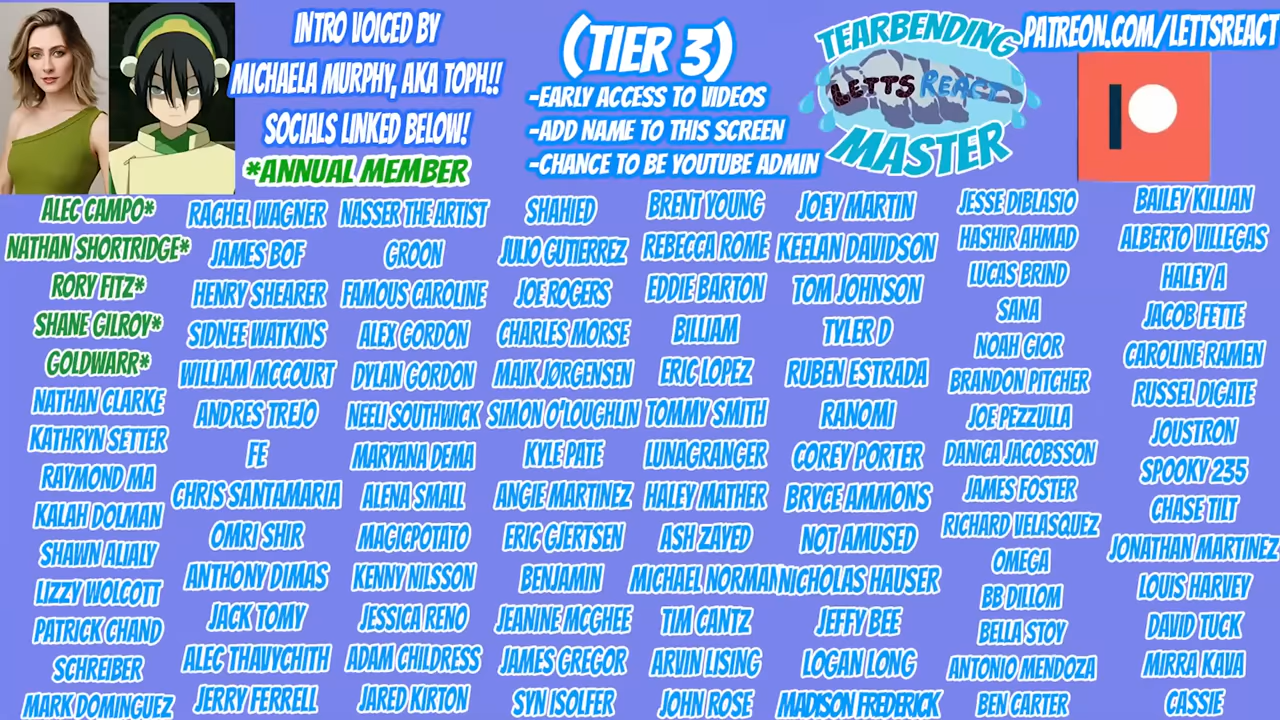 INTRO VOICED BY
MICHAELA MURPHY, AKA TOPH!!
SOCIALS LINKED BELOW!
*ANNUAL MEMBER
(TIER 3)
-EARLY ACCESS TO VIDEOS
-ADD NAME TO THIS SCREEN
-CHANCE TO BE YOUTUBE ADMIN
TEARBENDING
LETTS REACT
MASTER
PATREON.COM/LETTSREACT
ALEC CAMPO*
NATHAN SHORTRIDGE*
RORY FITZ*
SHANE GILROY*
GOLDWARR*
NATHAN CLARKE
KATHRYN SETTER
RAYMOND MA
KALAH DOLMAN
SHAWN ALIALY
LIZZY WOLCOTT
PATRICK CHAND
SCHREIBER
MARK DOMINGUEZ
RACHEL WAGNER
JAMES BOF
HENRY SHEARER
SIDNEE WATKINS
WILLIAM MCCOURT
ANDRES TREJO
FE
CHRIS SANTAMARIA
OMRI SHIR
ANTHONY DIMAS
JACK TOMY
ALEC THAVYCHITH
JERRY FERRELL
NASSER THE ARTIST
GROON
FAMOUS CAROLINE
ALEX GORDON
DYLAN GORDON
NEELI SOUTHWICK
MARYANA DEMA
ALENA SMALL
MAGICPOTATO
KENNY NILSSON
JESSICA RENO
ADAM CHILDRESS
JARED KIRTON
SHAHIED
JULIO GUTIERREZ
JOE ROGERS
CHARLES MORSE
MAIK JØRGENSEN
SIMON O'LOUGHLIN
KYLE PATE
ANGIE MARTINEZ
ERIC GJERTSEN
BENJAMIN
JEANINE MCGHEE
JAMES GREGOR
SYN ISOLFER
BRENT YOUNG
REBECCA ROME
EDDIE BARTON
BILLIAM
ERIC LOPEZ
TOMMY SMITH
LUNAGRANGER
HALEY MATHER
ASH ZAYED
MICHAEL NORMAN
TIM CANTZ
ARVIN LISING
JOHN ROSE
JOEY MARTIN
KEELAN DAVIDSON
TOM JOHNSON
TYLER D
RUBEN ESTRADA
RANOMI
COREY PORTER
BRYCE AMMONS
NOT AMUSED
NICHOLAS HAUSER
JEFFY BEE
LOGAN LONG
MADISON FREDERICK
JESSE DIBLASIO
HASHIR AHMAD
LUCAS BRIND
SANA
NOAH GIOR
BRANDON PITCHER
JOE PEZZULLA
DANICA JACOBSSON
JAMES FOSTER
RICHARD VELASQUEZ
OMEGA
BB DILLOM
BELLA STOY
ANTONIO MENDOZA
BEN CARTER
BAILEY KILLIAN
ALBERTO VILLEGAS
HALEY A
JACOB FETTE
CAROLINE RAMEN
RUSSEL DIGATE
JOUSTRON
SPOOKY 235
CHASE TILT
JONATHAN MARTINEZ
LOUIS HARVEY
DAVID TUCK
MIRRA KAVA
CASSIE